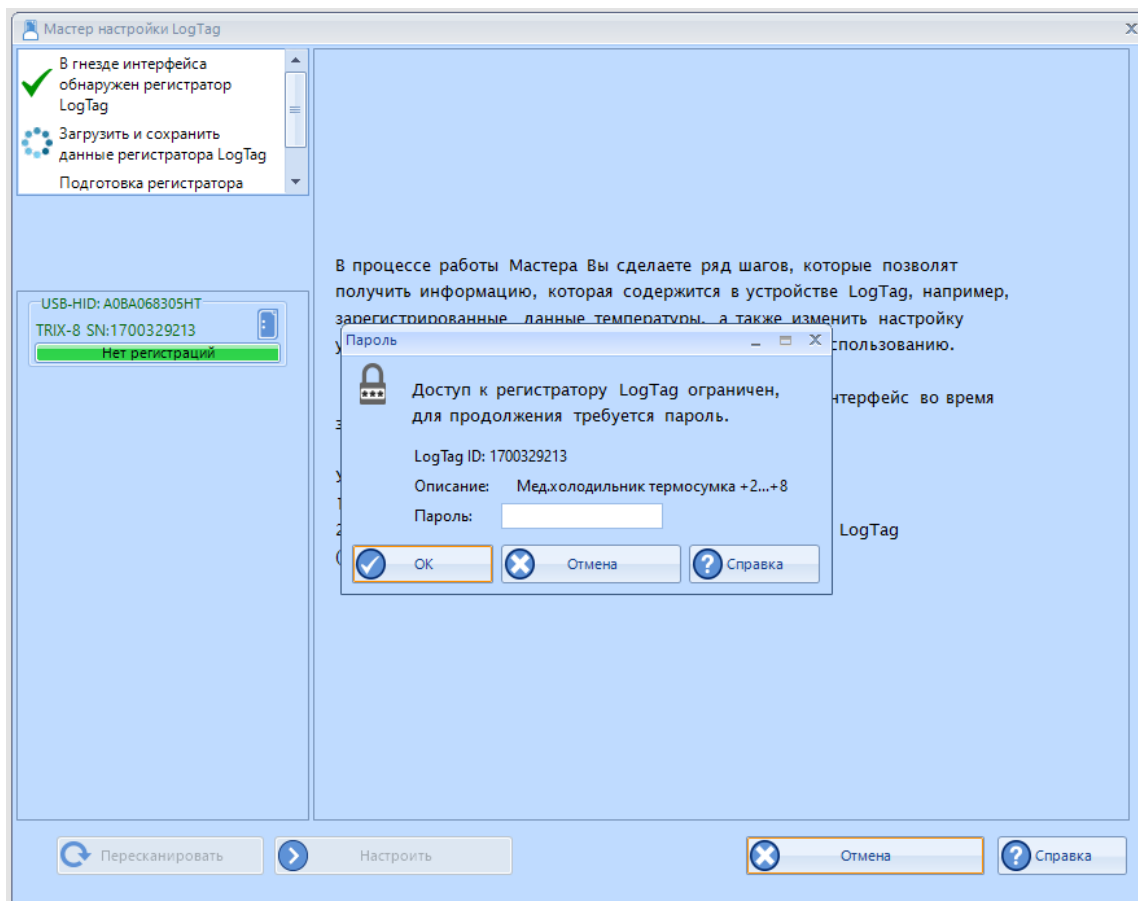 Мастер настройки LogTag
В гнезде интерфейса
обнаружен регистратор
LogTag
Загрузить и сохранить
данные регистратора LogTag
Подготовка регистратора
USB-HID: A0BA068305HT
TRIX-8 SN:1700329213
Нет регистраций
В процессе работы Мастера Вы сделаете ряд шагов, которые позволят
получить информацию, которая содержится в устройстве LogTag, например,
зарегистрированные данные температуры, а также изменить настройку
спользованию.
нтерфейс во время
LogTag
Пароль
Доступ к регистратору LogTag ограничен,
для продолжения требуется пароль.
LogTag ID: 1700329213
Описание: Мед.холодильник термосумка +2...+8
Пароль:
OK
Отмена
Справка
Пересканировать
Настроить
Отмена
Справка